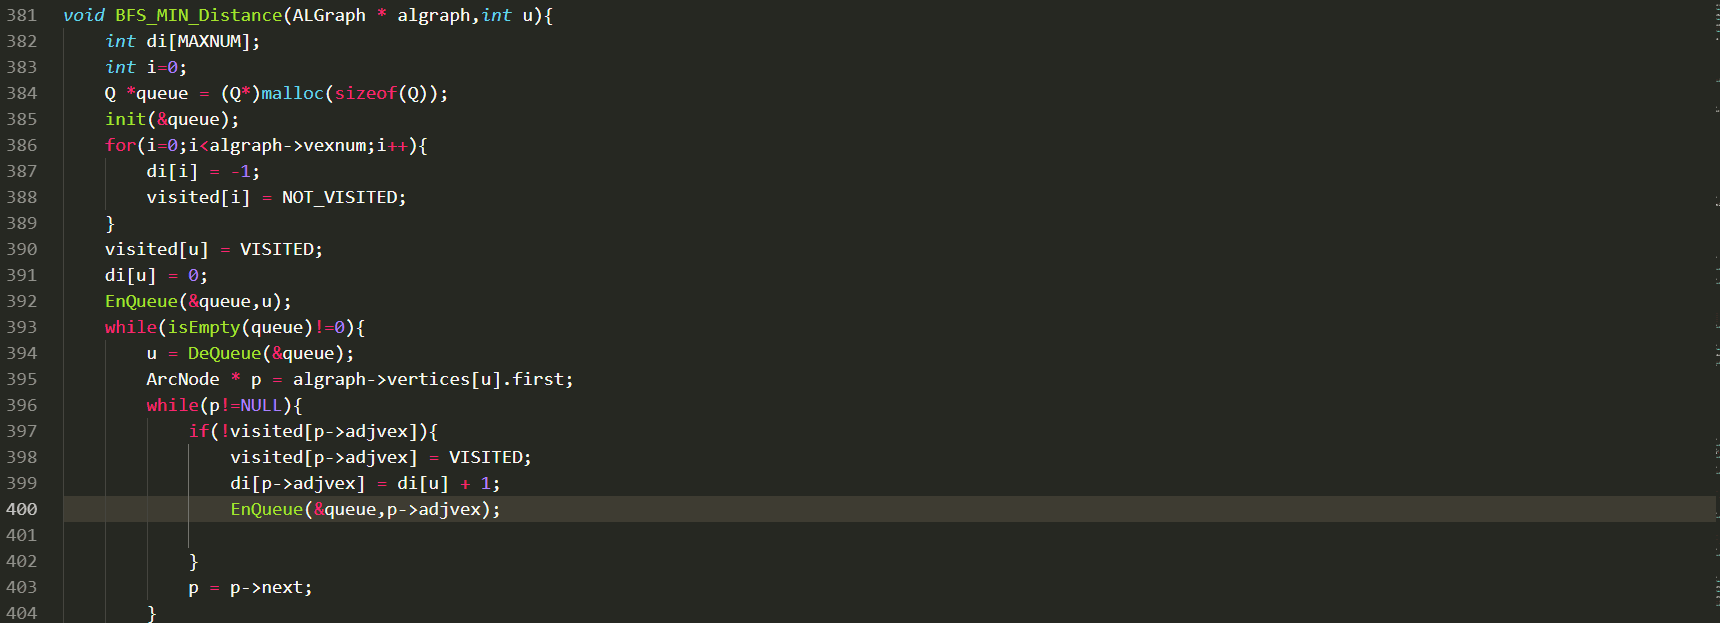 381 void BFS_MIN_Distance(ALGraph * algraph,int u){
382     int di[MAXNUM];
383     int i=0;
384     Q *queue = (Q*)malloc(sizeof(Q));
385     init(&queue);
386     for(i=0;i<algraph->vexnum;i++){
387         di[i] = -1;
388         visited[i] = NOT_VISITED;
389     }
390     visited[u] = VISITED;
391     di[u] = 0;
392     EnQueue(&queue,u);
393     while(isEmpty(queue)!=0){
394         u = DeQueue(&queue);
395         ArcNode * p = algraph->vertices[u].first;
396         while(p!=NULL){
397             if(!visited[p->adjvex]){
398                 visited[p->adjvex] = VISITED;
399                 di[p->adjvex] = di[u] + 1;
400                 EnQueue(&queue,p->adjvex);
401
402             }
403             p = p->next;
404         }